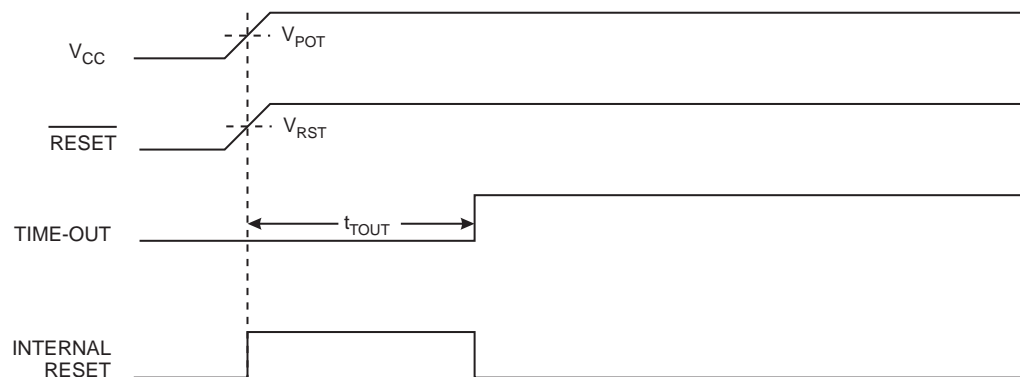 V_CC
V_POT
RESET
V_RST
TIME-OUT
t_TOUT
INTERNAL
RESET